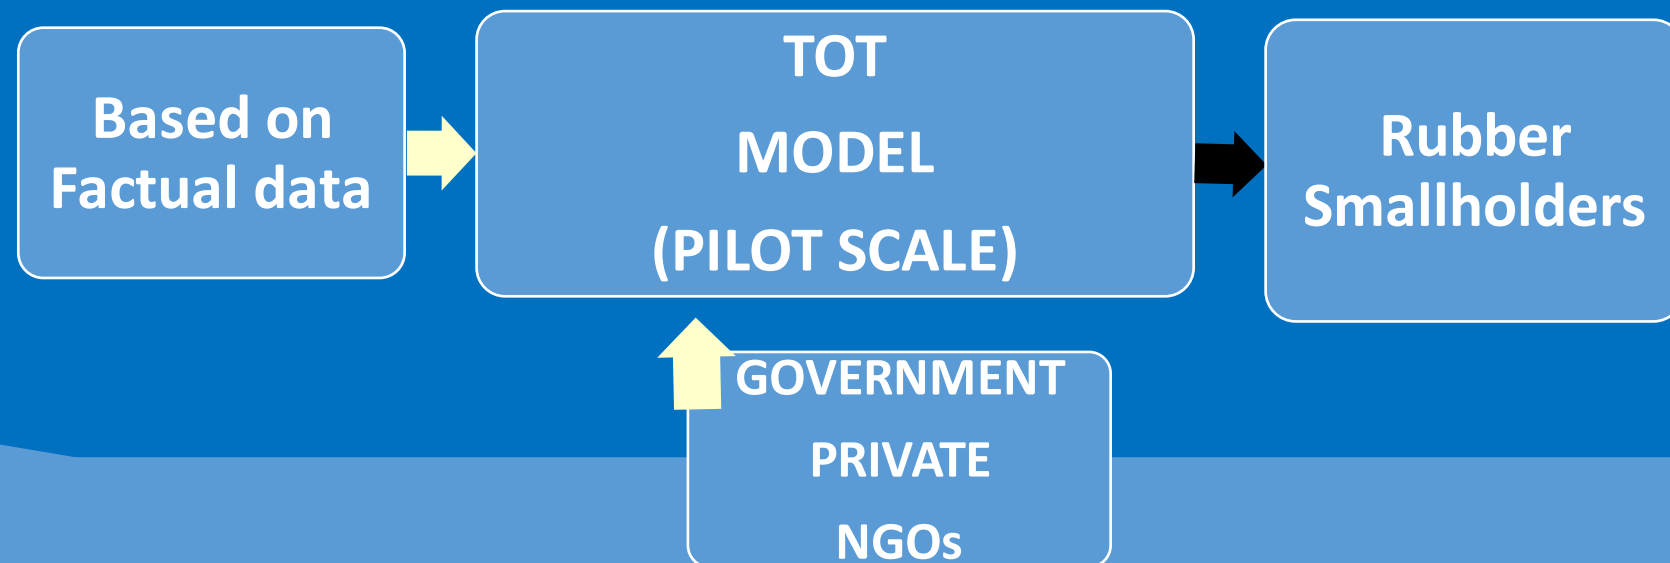 Based on
Factual data
TOT
MODEL
(PILOT SCALE)
Rubber
Smallholders
GOVERNMENT
PRIVATE
NGOs